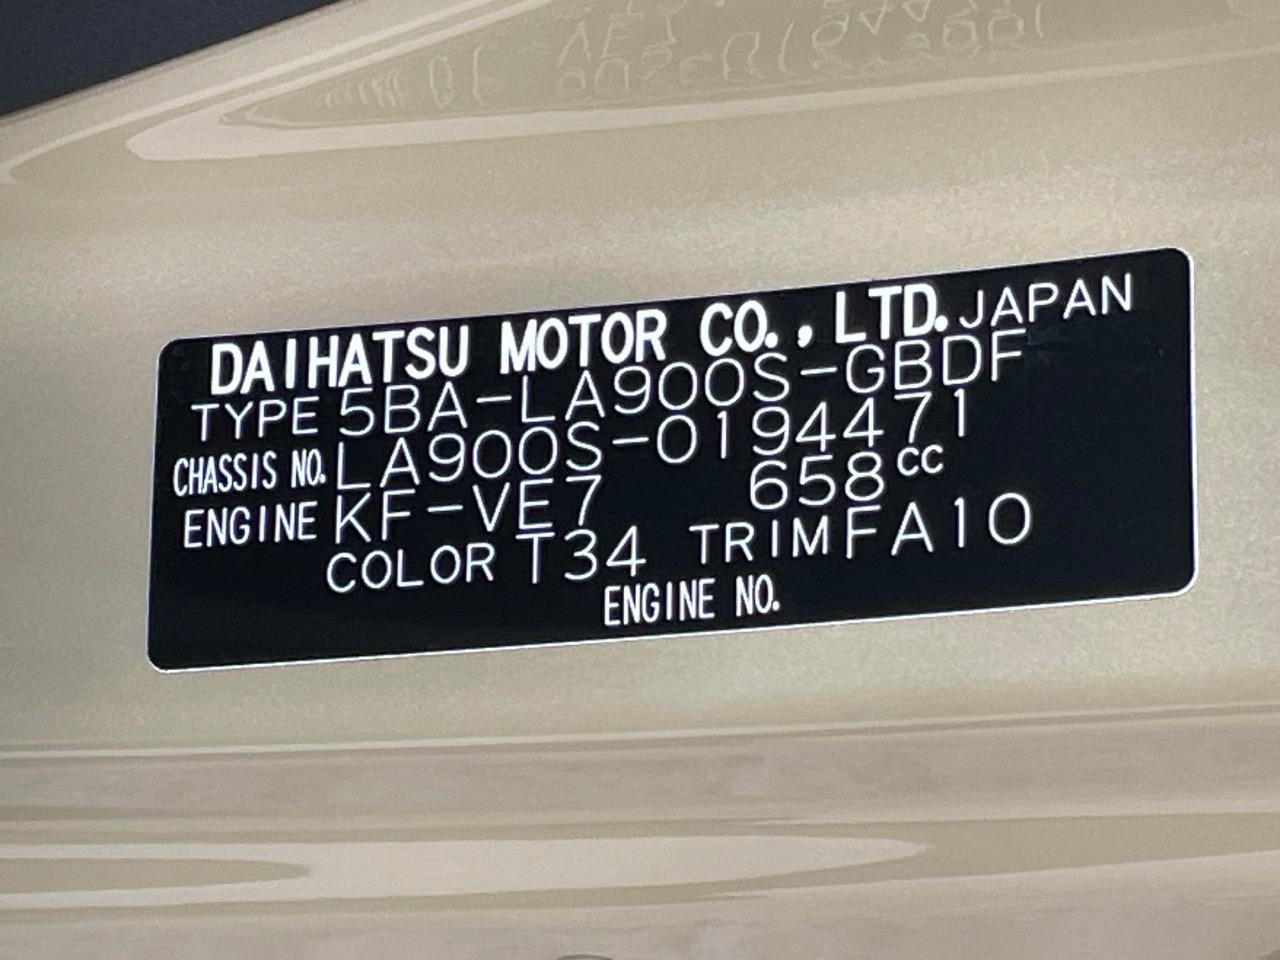 DAIHATSU MOTOR CO., LTD. JAPAN
TYPE 5BA-LA900S-GBDF
CHASSIS NO. LA900S-0194471
ENGINE KF-VE7 658cc
COLOR T34 TRIM FA10
ENGINE NO.